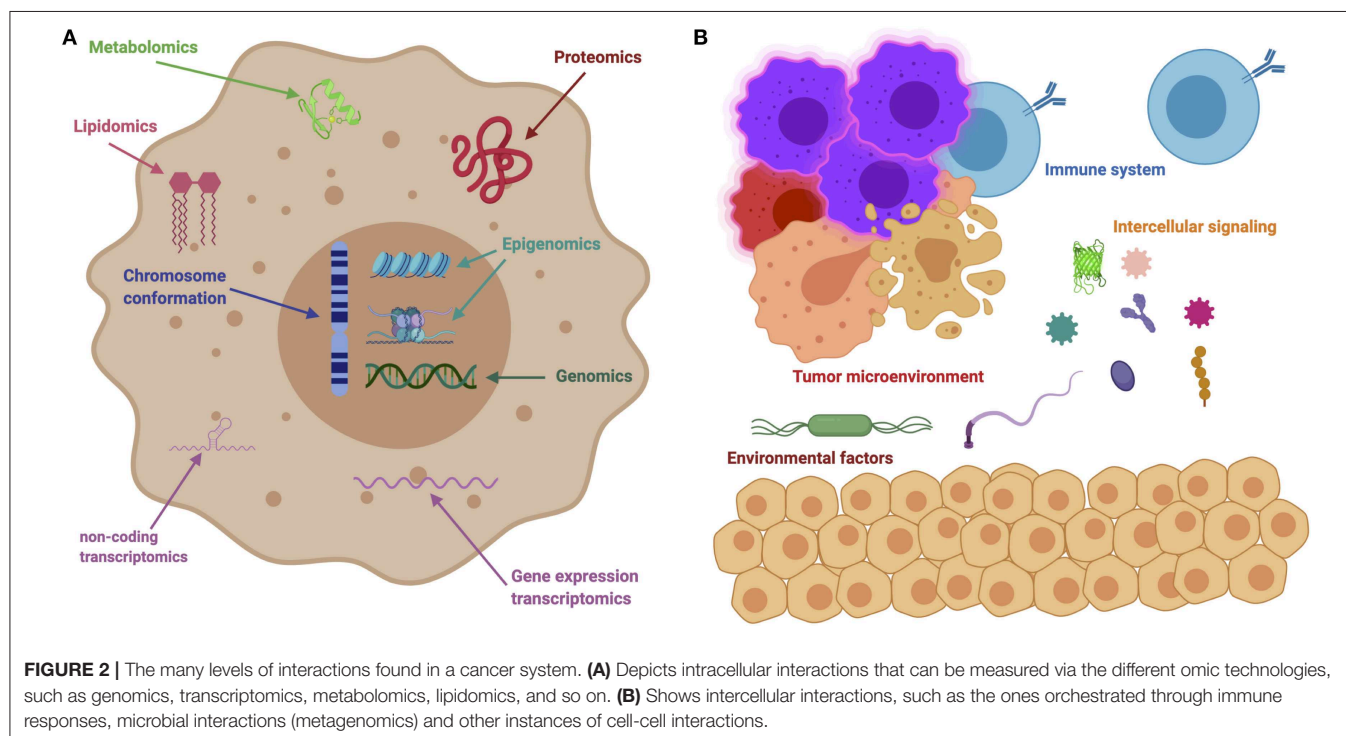 A
Metabolomics
Proteomics
Lipidomics
Epigenomics
Chromosome
conformation
Genomics
non-coding
transcriptomics
Gene expression
transcriptomics
B
Immune system
Intercellular signaling
Tumor microenvironment
Environmental factors
FIGURE 2 | The many levels of interactions found in a cancer system. (A) Depicts intracellular interactions that can be measured via the different omic technologies,
such as genomics, transcriptomics, metabolomics, lipidomics, and so on. (B) Shows intercellular interactions, such as the ones orchestrated through immune
responses, microbial interactions (metagenomics) and other instances of cell-cell interactions.